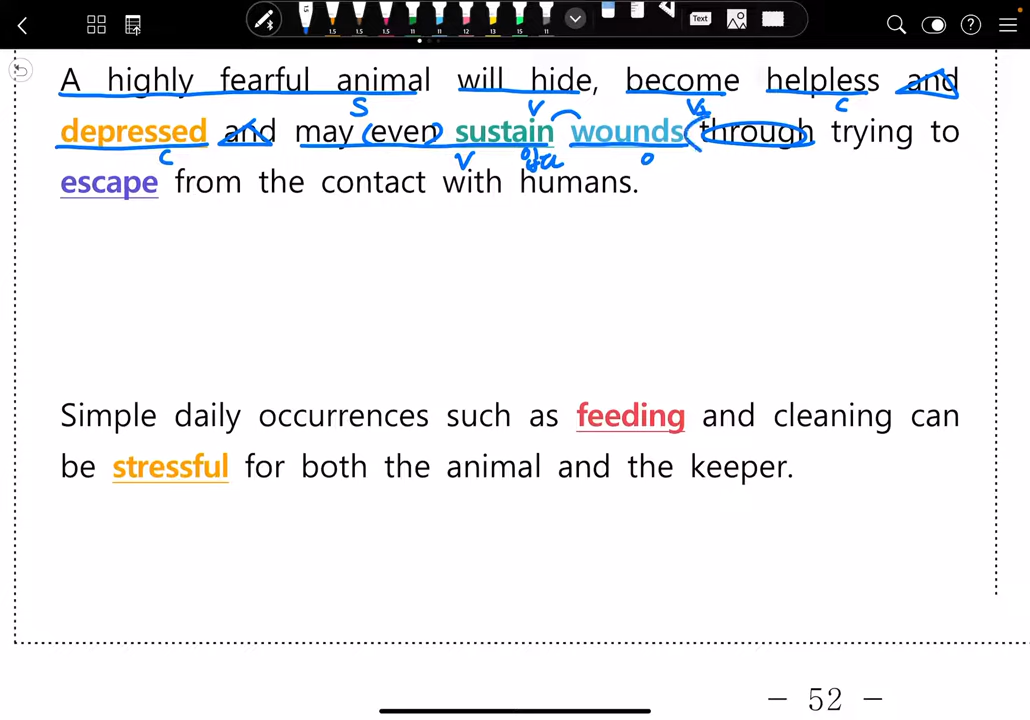 Text
A highly fearful animal will hide, become helpless and
S V V₂ C
depressed and may (even) sustain wounds (through trying to
C V O
escape from the contact with humans.
Simple daily occurrences such as feeding and cleaning can
be stressful for both the animal and the keeper.
- 52 -